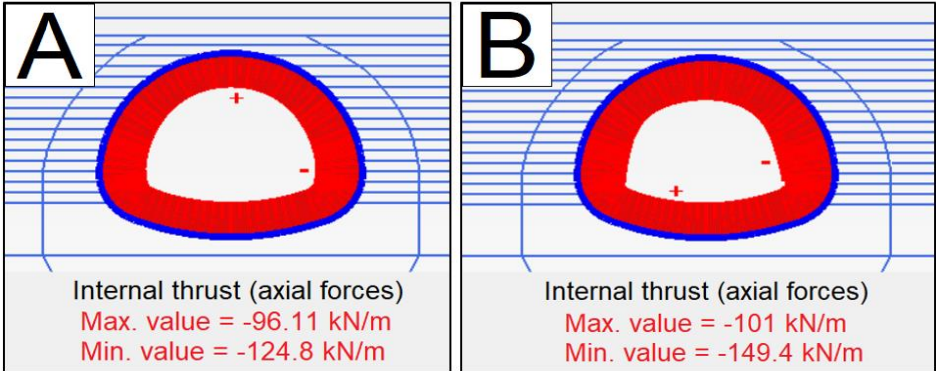 A
+
-
Internal thrust (axial forces)
Max. value = -96.11 kN/m
Min. value = -124.8 kN/m
B
-
+
Internal thrust (axial forces)
Max. value = -101 kN/m
Min. value = -149.4 kN/m